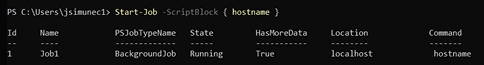 PS C:\Users\jsimunec1> Start-Job -ScriptBlock { hostname }
Id Name PSJobTypeName State HasMoreData Location Command
-- ---- ------------- ----- ----------- -------- -------
1 Job1 BackgroundJob Running True localhost hostname